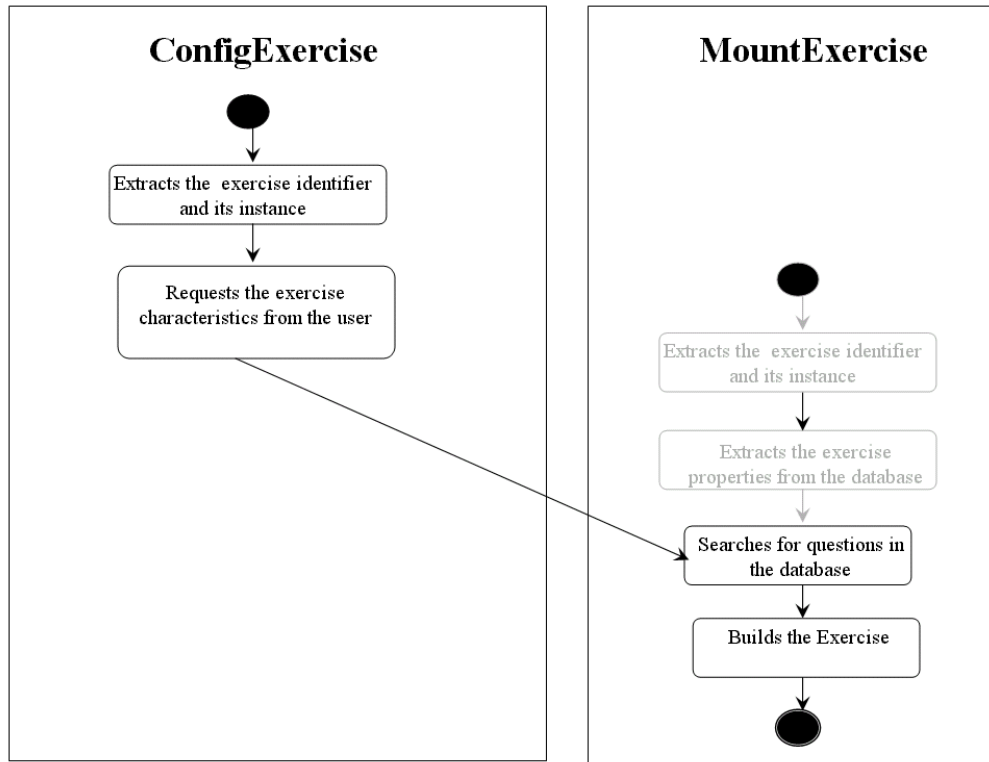 ConfigExercise
Extracts the exercise identifier
and its instance
Requests the exercise
characteristics from the user
MountExercise
Extracts the exercise identifier
and its instance
Extracts the exercise
properties from the database
Searches for questions in
the database
Builds the Exercise